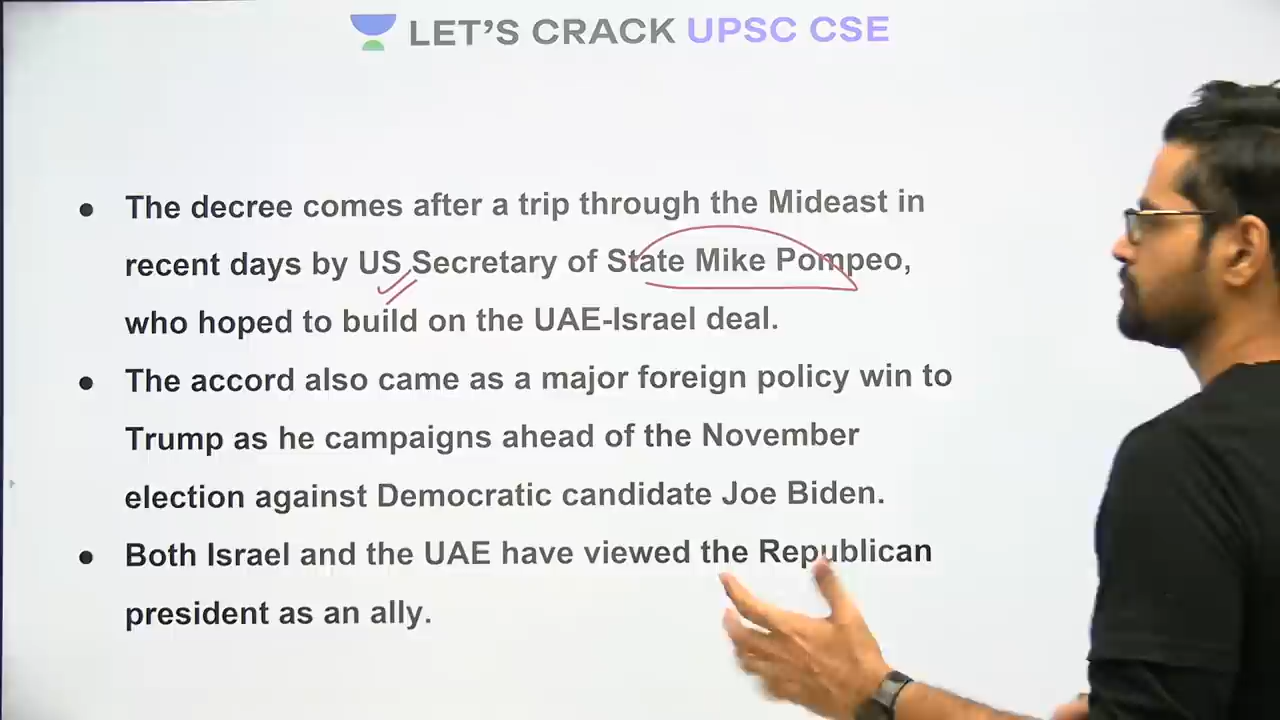 LET'S CRACK UPSC CSE
● The decree comes after a trip through the Mideast in
recent days by US Secretary of State Mike Pompeo,
who hoped to build on the UAE-Israel deal.
● The accord also came as a major foreign policy win to
Trump as he campaigns ahead of the November
election against Democratic candidate Joe Biden.
● Both Israel and the UAE have viewed the Republican
president as an ally.